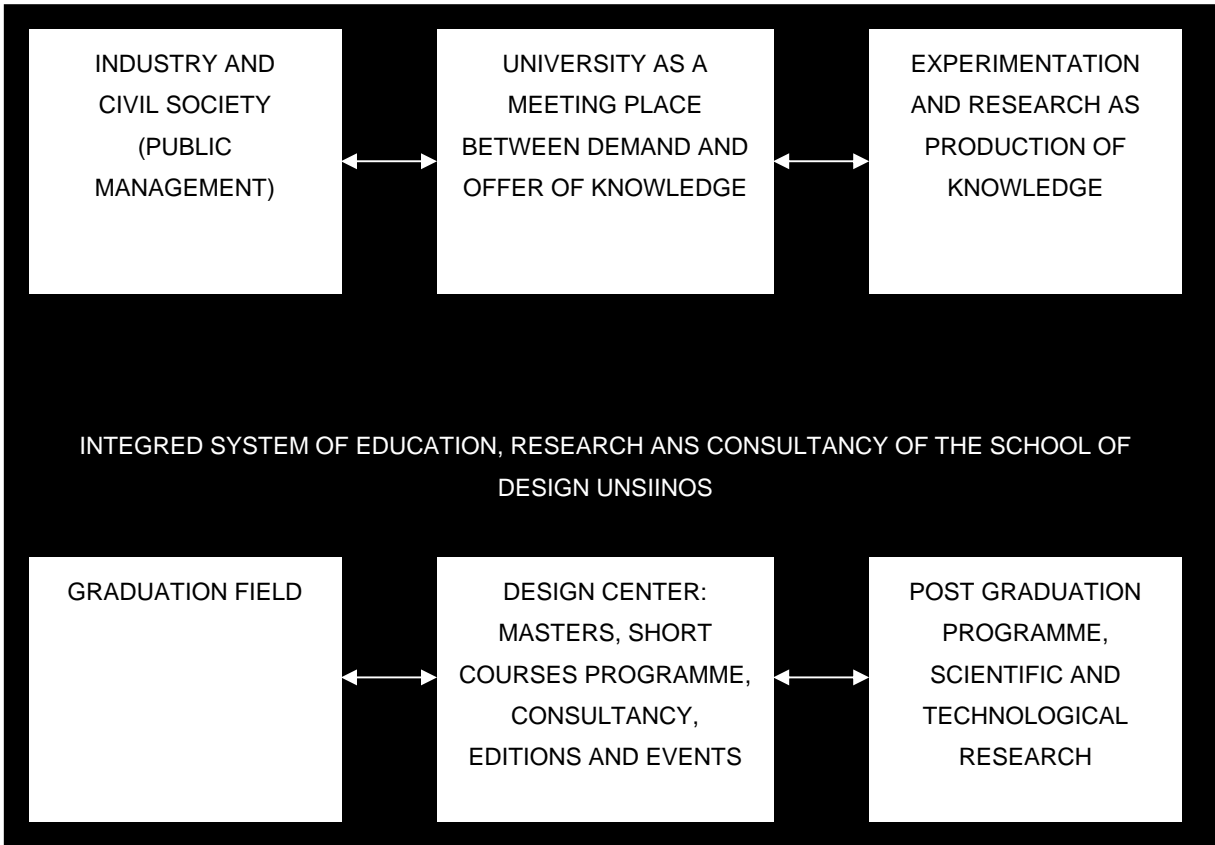 INDUSTRY AND
CIVIL SOCIETY
(PUBLIC
MANAGEMENT)
UNIVERSITY AS A
MEETING PLACE
BETWEEN DEMAND AND
OFFER OF KNOWLEDGE
EXPERIMENTATION
AND RESEARCH AS
PRODUCTION OF
KNOWLEDGE
INTEGRED SYSTEM OF EDUCATION, RESEARCH ANS CONSULTANCY OF THE SCHOOL OF
DESIGN UNSIINOS
GRADUATION FIELD
DESIGN CENTER:
MASTERS, SHORT
COURSES PROGRAMME,
CONSULTANCY,
EDITIONS AND EVENTS
POST GRADUATION
PROGRAMME,
SCIENTIFIC AND
TECHNOLOGICAL
RESEARCH